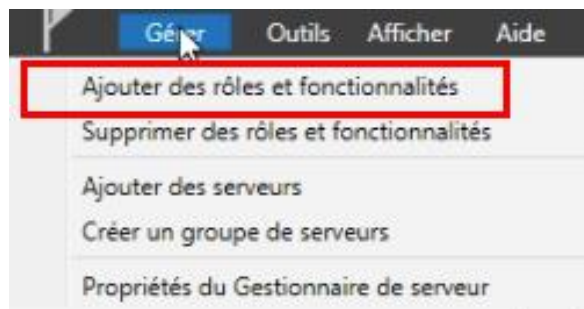 Gérer Outils Afficher Aide
Ajouter des rôles et fonctionnalités
Supprimer des rôles et fonctionnalités
Ajouter des serveurs
Créer un groupe de serveurs
Propriétés du Gestionnaire de serveur